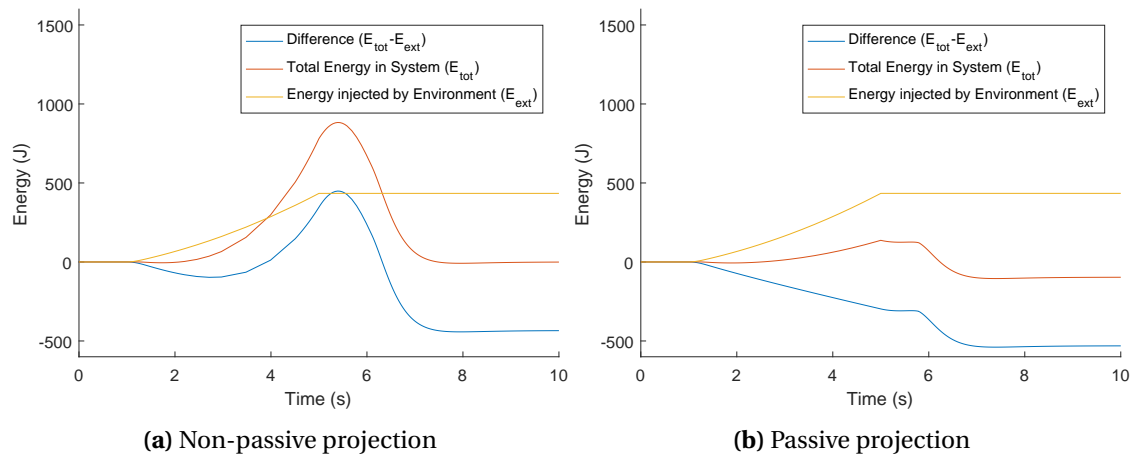 1500
1000
500
0
-500
Energy (J)
Difference (E_tot-E_ext)
Total Energy in System (E_tot)
Energy injected by Environment (E_ext)
0 2 4 6 8 10
Time (s)
(a) Non-passive projection
1500
1000
500
0
-500
Energy (J)
Difference (E_tot-E_ext)
Total Energy in System (E_tot)
Energy injected by Environment (E_ext)
0 2 4 6 8 10
Time (s)
(b) Passive projection